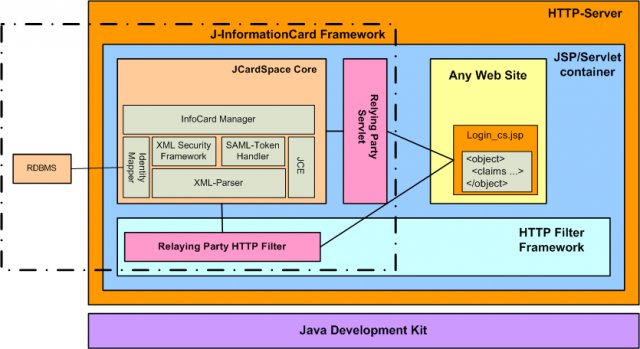 HTTP-Server
J-InformationCard Framework
JSP/Servlet
container
JCardSpace Core
InfoCard Manager
Identity
Mapper
XML Security
Framework
SAML-Token
Handler
JCE
XML-Parser
RDBMS
Relying Party
Servlet
Any Web Site
Login_cs.jsp
<object>
<claims ...>
</object>
Relaying Party HTTP Filter
HTTP Filter
Framework
Java Development Kit